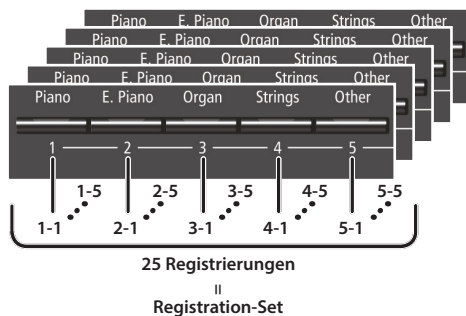 Piano E. Piano Organ Strings Other
Piano E. Piano Organ Strings Other
Piano E. Piano Organ Strings Other
Piano E. Piano Organ Strings Other
Piano E. Piano Organ Strings Other
1 2 3 4 5
1-5 2-5 3-5 4-5 5-5
1-1 2-1 3-1 4-1 5-1
25 Registrierungen
=
Registration-Set